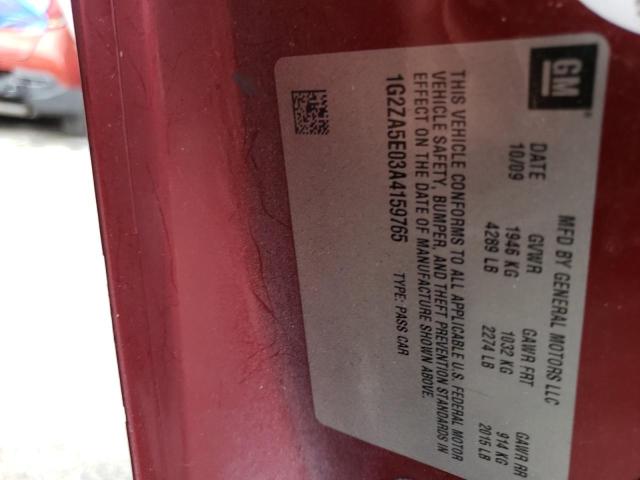 GM
MFD BY GENERAL MOTORS LLC
DATE GVWR GAWR FRT GAWR RR
10/09 1946 KG 1032 KG 914 KG
4289 LB 2274 LB 2015 LB
THIS VEHICLE CONFORMS TO ALL APPLICABLE U.S. FEDERAL MOTOR
VEHICLE SAFETY, BUMPER, AND THEFT PREVENTION STANDARDS IN
EFFECT ON THE DATE OF MANUFACTURE SHOWN ABOVE.
1G2ZA5E03A4159765 TYPE: PASS CAR